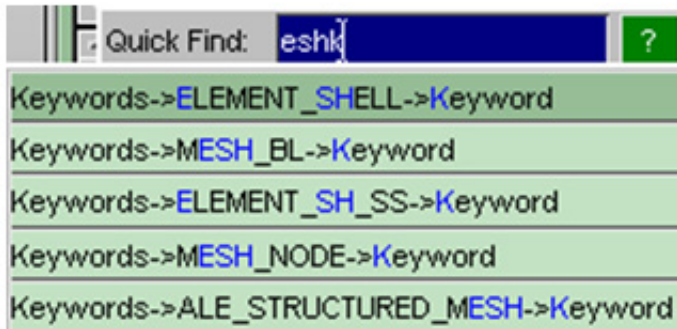 Quick Find: eshk ?
Keywords->ELEMENT_SHELL->Keyword
Keywords->MESH_BL->Keyword
Keywords->ELEMENT_SH_SS->Keyword
Keywords->MESH_NODE->Keyword
Keywords->ALE_STRUCTURED_MESH->Keyword